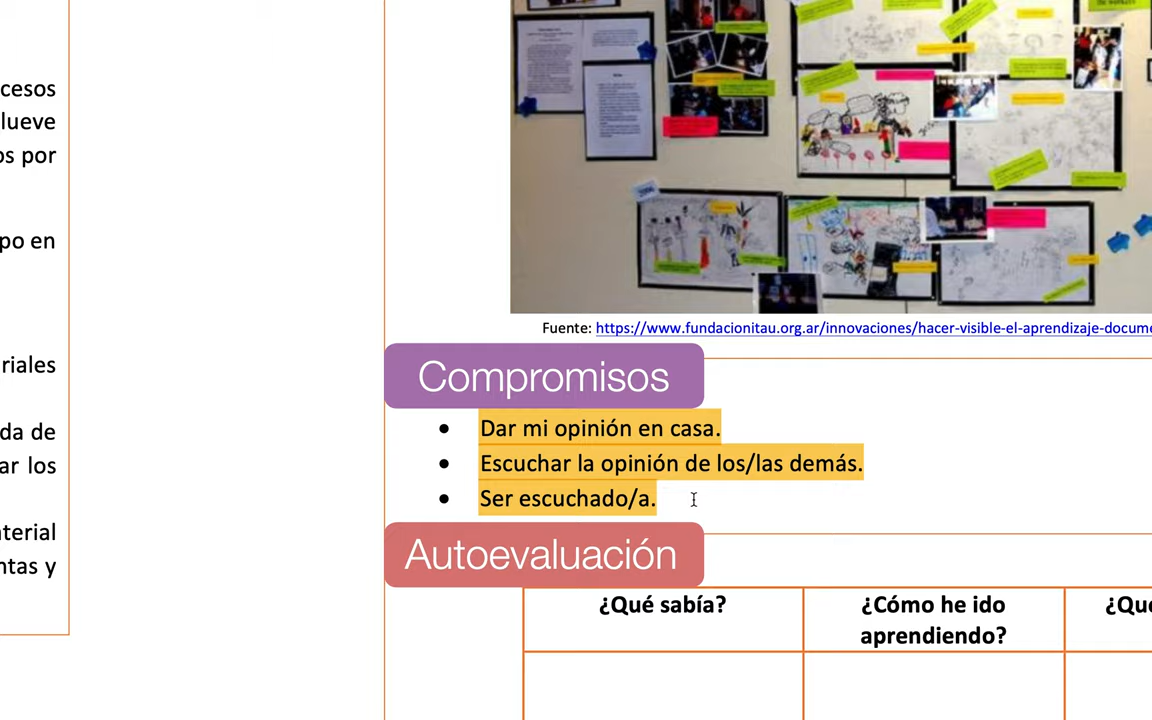 cesos
lueve
os por
po en
riales
da de
ar los
aterial
ntas y
Fuente: https://www.fundacionitau.org.ar/innovaciones/hacer-visible-el-aprendizaje-docume
Compromisos
• Dar mi opinión en casa.
• Escuchar la opinión de los/las demás.
• Ser escuchado/a.
Autoevaluación
¿Qué sabía?
¿Cómo he ido
aprendiendo?
¿Qué